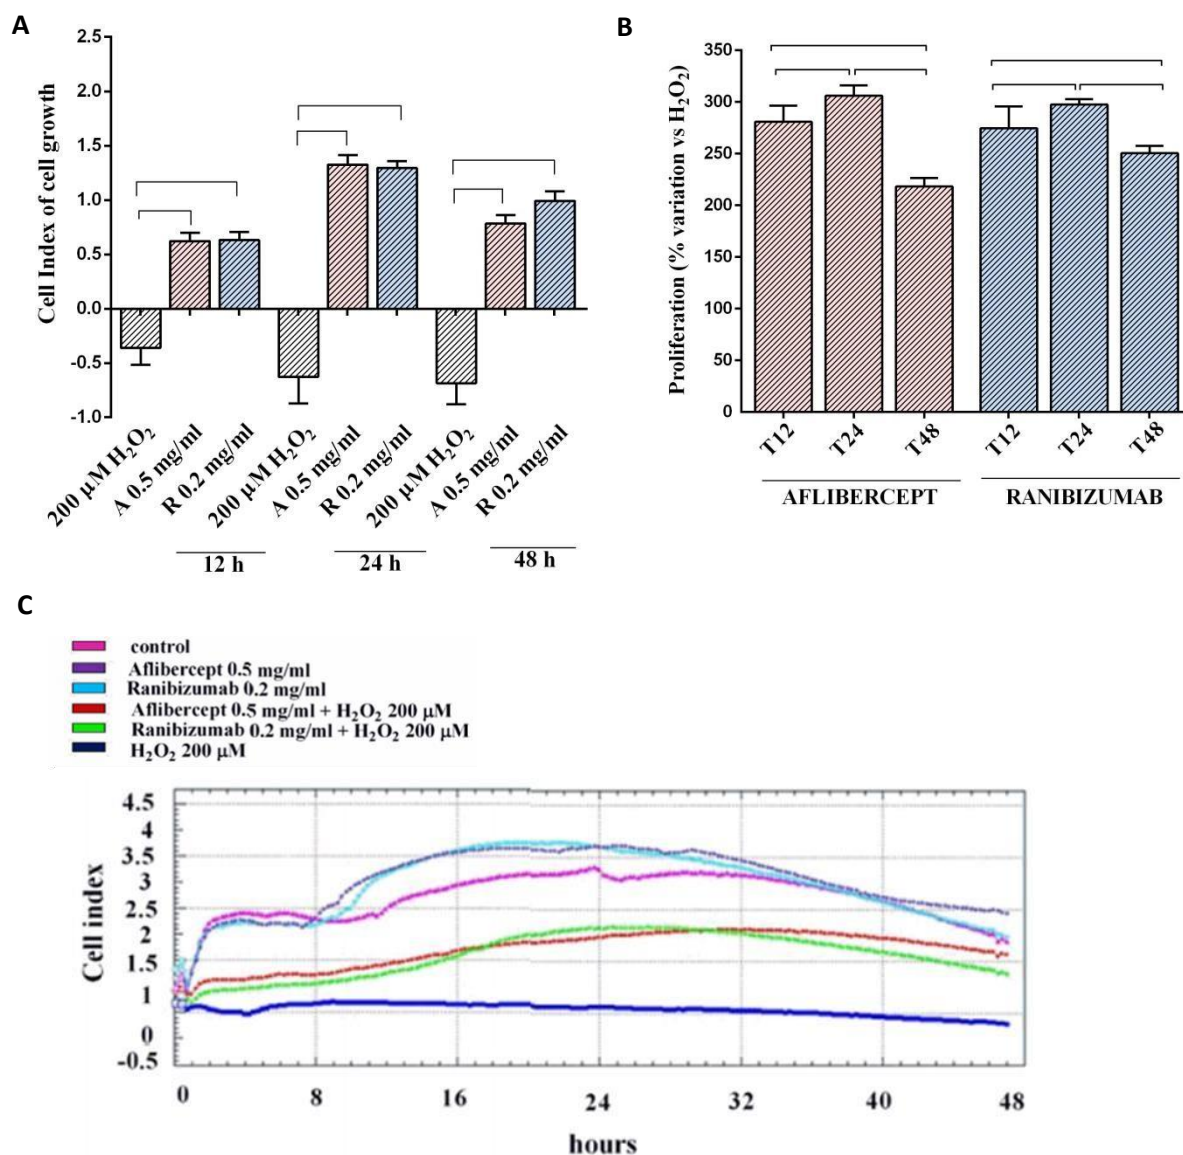 A
Cell Index of cell growth
2.5
2.0
1.5
1.0
0.5
0.0
-0.5
-1.0
200 μM H₂O₂
A 0.5 mg/ml
R 0.2 mg/ml
200 μM H₂O₂
A 0.5 mg/ml
R 0.2 mg/ml
200 μM H₂O₂
A 0.5 mg/ml
R 0.2 mg/ml
12 h
24 h
48 h
B
Proliferation (% variation vs H₂O₂)
350
300
250
200
150
100
50
0
T12
T24
T48
T12
T24
T48
AFLIBERCEPT
RANIBIZUMAB
C
control
Aflibercept 0.5 mg/ml
Ranibizumab 0.2 mg/ml
Aflibercept 0.5 mg/ml + H₂O₂ 200 μM
Ranibizumab 0.2 mg/ml + H₂O₂ 200 μM
H₂O₂ 200 μM
Cell index
4.5
4
3.5
3
2.5
2
1.5
1
0
-0.5
0
8
16
24
32
40
48
hours